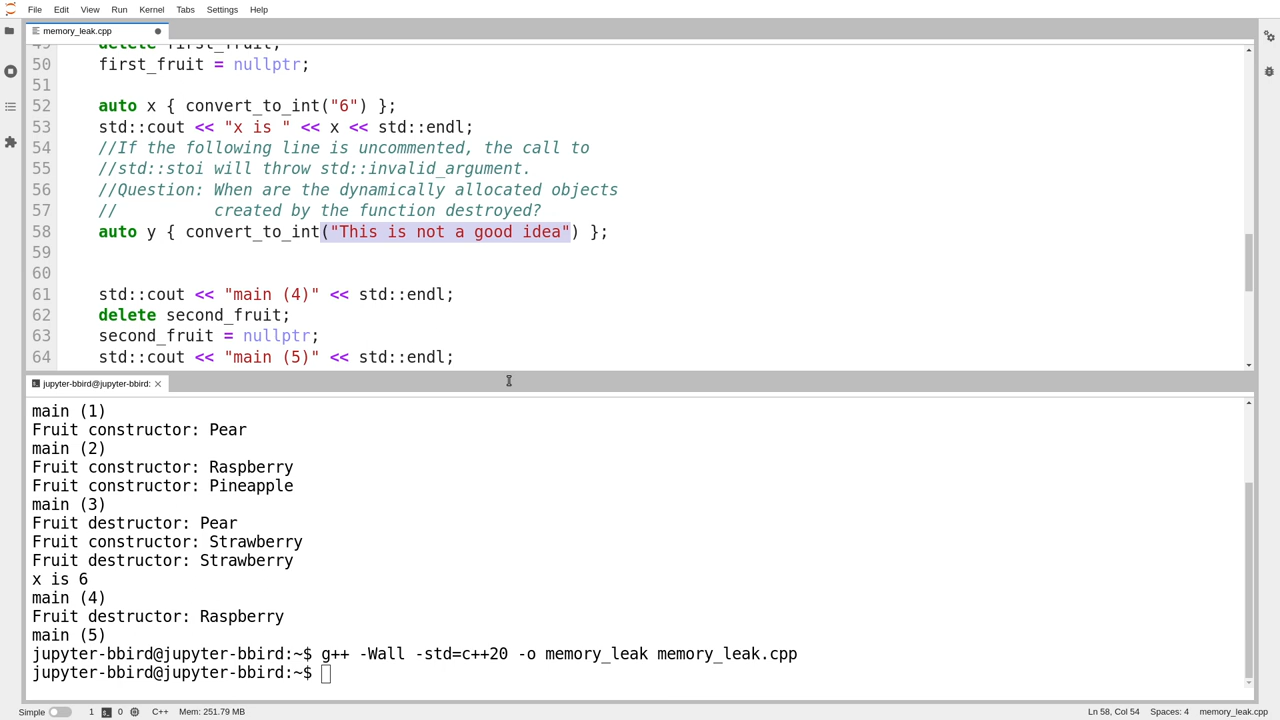 File Edit View Run Kernel Tabs Settings Help
memory_leak.cpp
49 delete first_fruit;
50 first_fruit = nullptr;
51
52 auto x { convert_to_int("6") };
53 std::cout << "x is " << x << std::endl;
54 //If the following line is uncommented, the call to
55 //std::stoi will throw std::invalid_argument.
56 //Question: When are the dynamically allocated objects
57 // created by the function destroyed?
58 auto y { convert_to_int("This is not a good idea") };
59
60
61 std::cout << "main (4)" << std::endl;
62 delete second_fruit;
63 second_fruit = nullptr;
64 std::cout << "main (5)" << std::endl;
jupyter-bbird@jupyter-bbird:
main (1)
Fruit constructor: Pear
main (2)
Fruit constructor: Raspberry
Fruit constructor: Pineapple
main (3)
Fruit destructor: Pear
Fruit constructor: Strawberry
Fruit destructor: Strawberry
x is 6
main (4)
Fruit destructor: Raspberry
main (5)
jupyter-bbird@jupyter-bbird:~$ g++ -Wall -std=c++20 -o memory_leak memory_leak.cpp
jupyter-bbird@jupyter-bbird:~$
Simple 1 0 C++ Mem: 251.79 MB Ln 58, Col 54 Spaces: 4 memory_leak.cpp